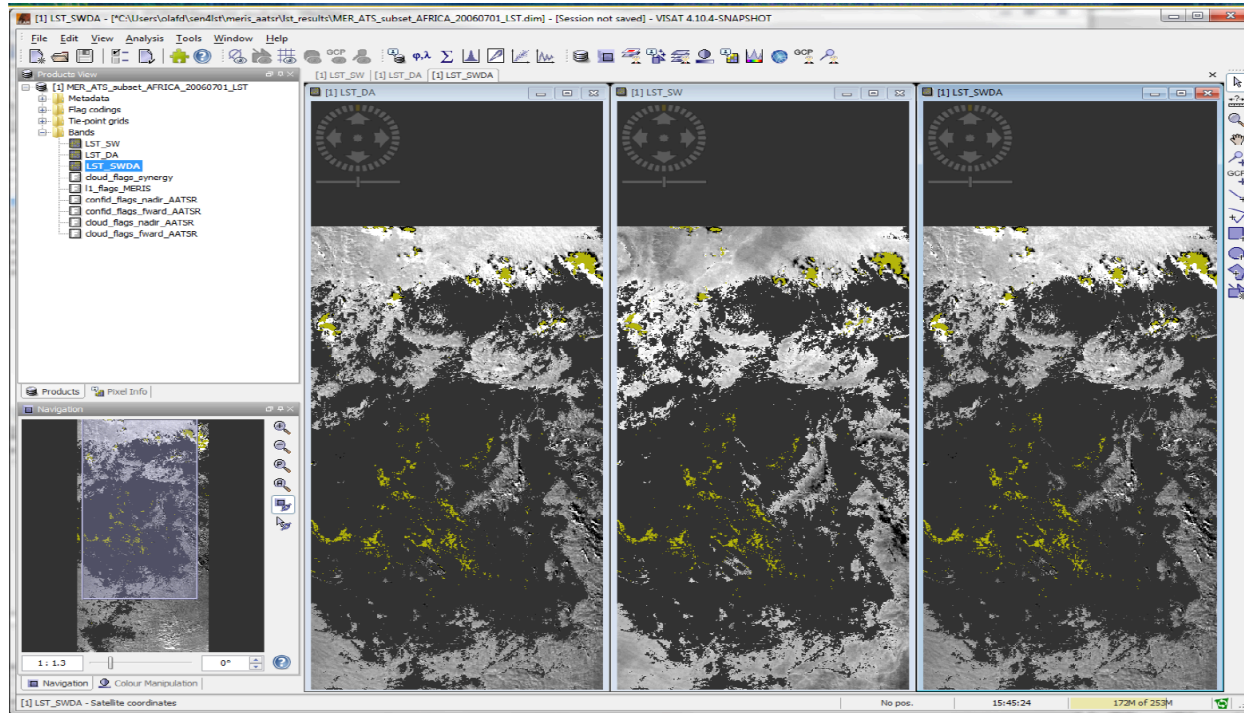 [1] LST_SWDA - [*C:\Users\olafd\sen4lst\meris_aatsr\lst_results\MER_ATS_subset_AFRICA_20060701_LST.dim] - [Session not saved] - VISAT 4.10.4-SNAPSHOT
File Edit View Analysis Tools Window Help
GCP φ,λ Σ GCP
Products View
[1] LST_SW [1] LST_DA [1] LST_SWDA
[1] MER_ATS_subset_AFRICA_20060701_LST
Metadata
Flag codings
Tie-point grids
Bands
LST_SW
LST_DA
LST_SWDA
cloud_flags_synergy
l1_flags_MERIS
confid_flags_nadir_AATSR
confid_flags_fward_AATSR
cloud_flags_nadir_AATSR
cloud_flags_fward_AATSR
Products Pixel Info
Navigation
1 : 1.3 0°
Navigation Colour Manipulation
[1] LST_DA
[1] LST_SW
[1] LST_SWDA
GCP
[1] LST_SWDA - Satellite coordinates No pos. 15:45:24 172M of 253M